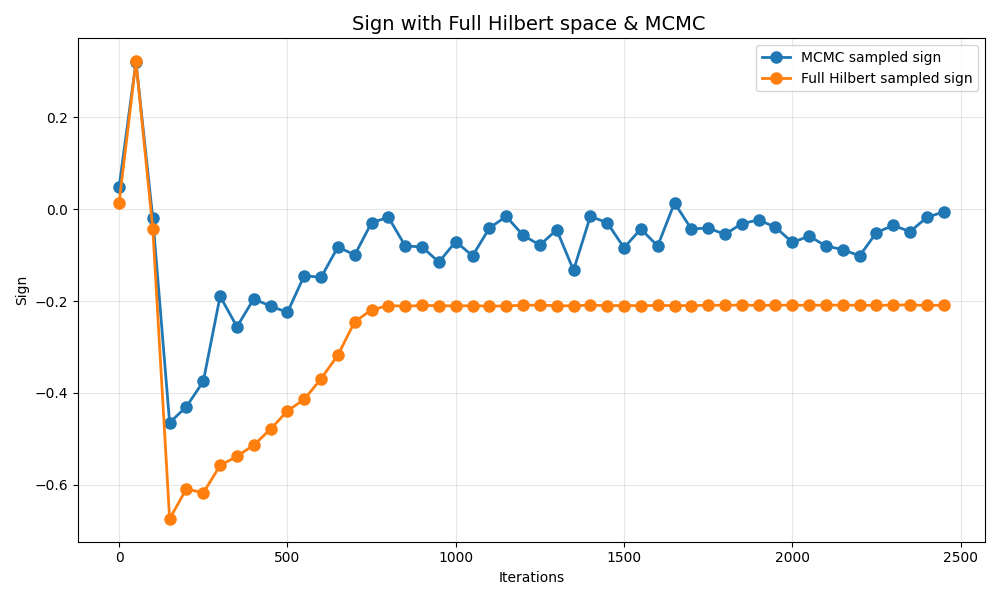 Sign with Full Hilbert space & MCMC
MCMC sampled sign
Full Hilbert sampled sign
0.2
0.0
−0.2
−0.4
−0.6
Sign
0
500
1000
1500
2000
2500
Iterations